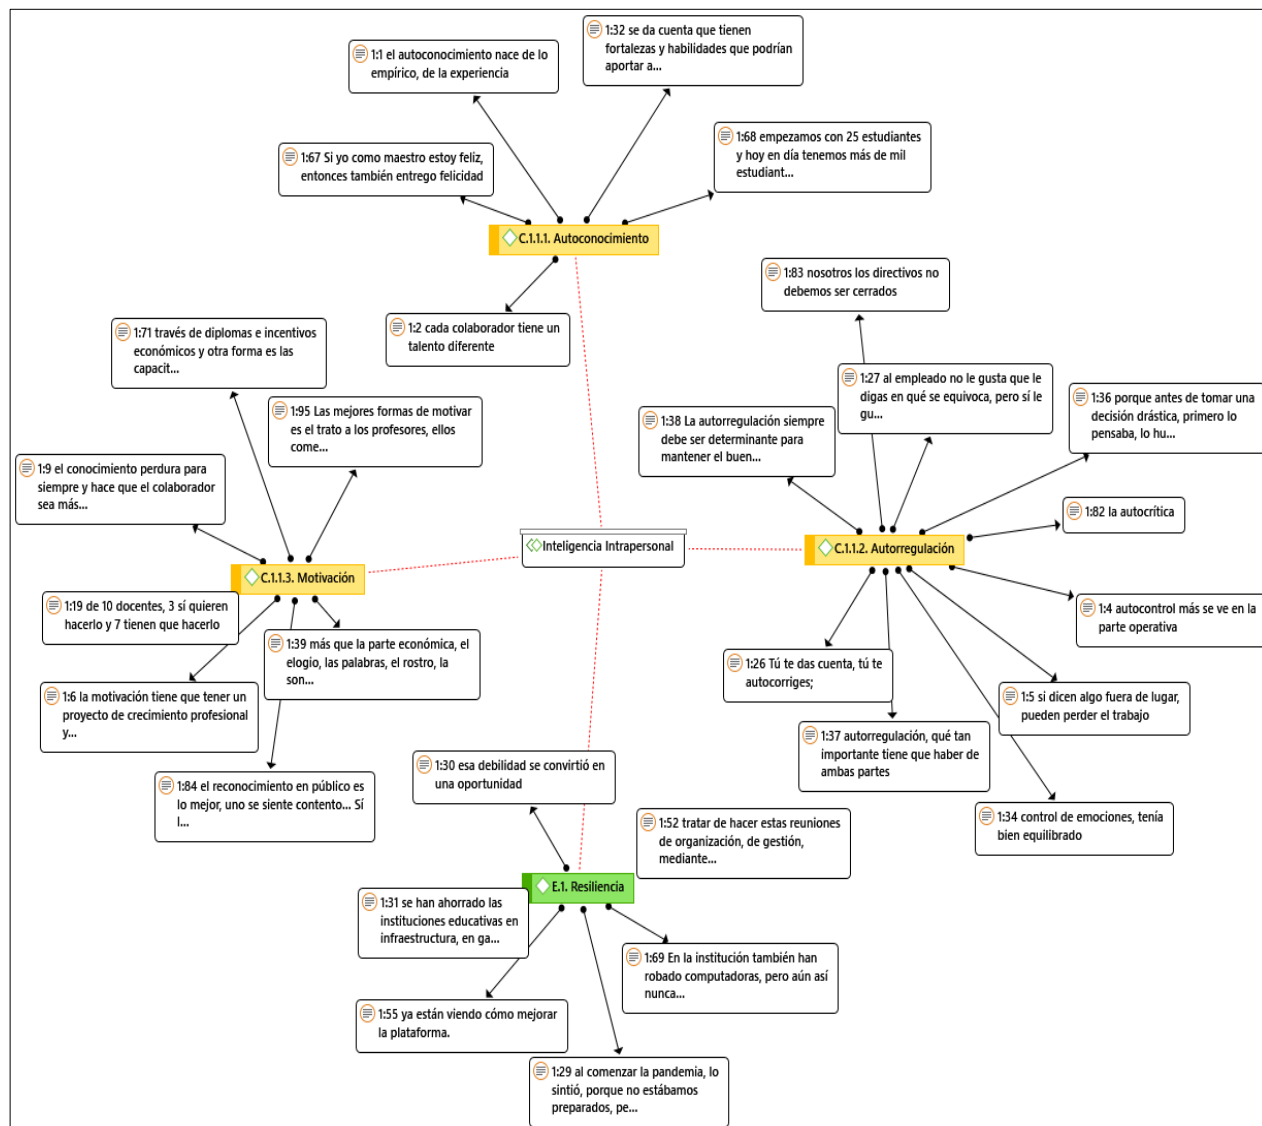 1:32 se da cuenta que tienen
fortalezas y habilidades que podrían
aportar a...
1:1 el autoconocimiento nace de lo
empírico, de la experiencia
1:68 empezamos con 25 estudiantes
y hoy en día tenemos más de mil
estudiant...
1:67 Si yo como maestro estoy feliz,
entonces también entrego felicidad
C.1.1.1. Autoconocimiento
1:2 cada colaborador tiene un
talento diferente
1:83 nosotros los directivos no
debemos ser cerrados
1:71 través de diplomas e incentivos
económicos y otra forma es las
capacit...
1:27 al empleado no le gusta que le
digas en qué se equivoca, pero sí le
gu...
1:36 porque antes de tomar una
decisión drástica, primero lo
pensaba, lo hu...
1:95 Las mejores formas de motivar
es el trato a los profesores, ellos
come...
1:38 La autorregulación siempre
debe ser determinante para
mantener el buen...
1:9 el conocimiento perdura para
siempre y hace que el colaborador
sea más...
1:82 la autocrítica
Inteligencia Intrapersonal
C.1.1.2. Autorregulación
C.1.1.3. Motivación
1:19 de 10 docentes, 3 sí quieren
hacerlo y 7 tienen que hacerlo
1:4 autocontrol más se ve en la
parte operativa
1:39 más que la parte económica, el
elogio, las palabras, el rostro, la
son...
1:26 Tú te das cuenta, tú te
autocorriges;
1:6 la motivación tiene que tener un
proyecto de crecimiento profesional
y...
1:5 si dicen algo fuera de lugar,
pueden perder el trabajo
1:37 autorregulación, qué tan
importante tiene que haber de
ambas partes
1:30 esa debilidad se convirtió en
una oportunidad
1:84 el reconocimiento en público es
lo mejor, uno se siente contento... Sí
l...
1:34 control de emociones, tenía
bien equilibrado
1:52 tratar de hacer estas reuniones
de organización, de gestión,
mediante...
E.1. Resiliencia
1:31 se han ahorrado las
instituciones educativas en
infraestructura, en ga...
1:69 En la institución también han
robado computadoras, pero aún así
nunca...
1:55 ya están viendo cómo mejorar
la plataforma.
1:29 al comenzar la pandemia, lo
sintió, porque no estábamos
preparados, pe...